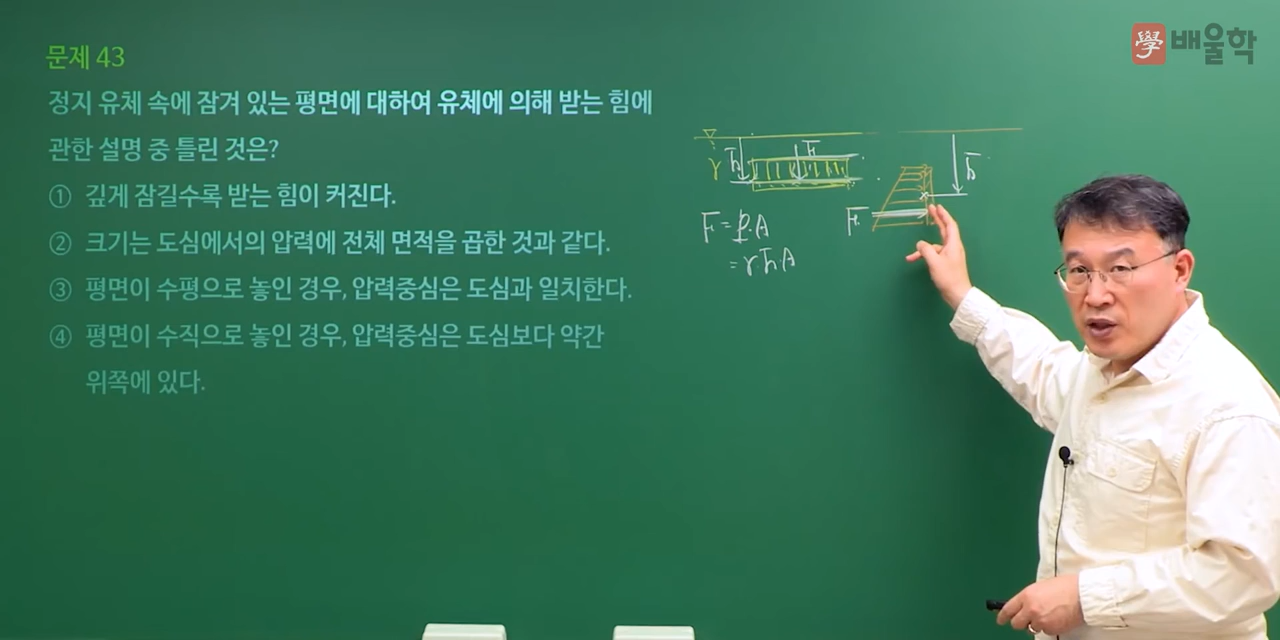 學 배울학
문제 43
정지 유체 속에 잠겨 있는 평면에 대하여 유체에 의해 받는 힘에
관한 설명 중 틀린 것은?
① 깊게 잠길수록 받는 힘이 커진다.
② 크기는 도심에서의 압력에 전체 면적을 곱한 것과 같다.
③ 평면이 수평으로 놓인 경우, 압력중심은 도심과 일치한다.
④ 평면이 수직으로 놓인 경우, 압력중심은 도심보다 약간
위쪽에 있다.
γ h̄ F h̄
F = P·A F
= γ·h̄·A